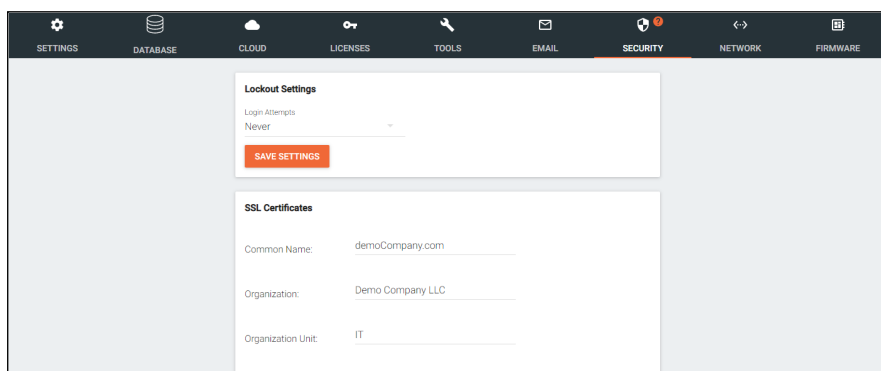 ?
SETTINGS DATABASE CLOUD LICENSES TOOLS EMAIL SECURITY NETWORK FIRMWARE
Lockout Settings
Login Attempts
Never
SAVE SETTINGS
SSL Certificates
Common Name: demoCompany.com
Organization: Demo Company LLC
Organization Unit: IT